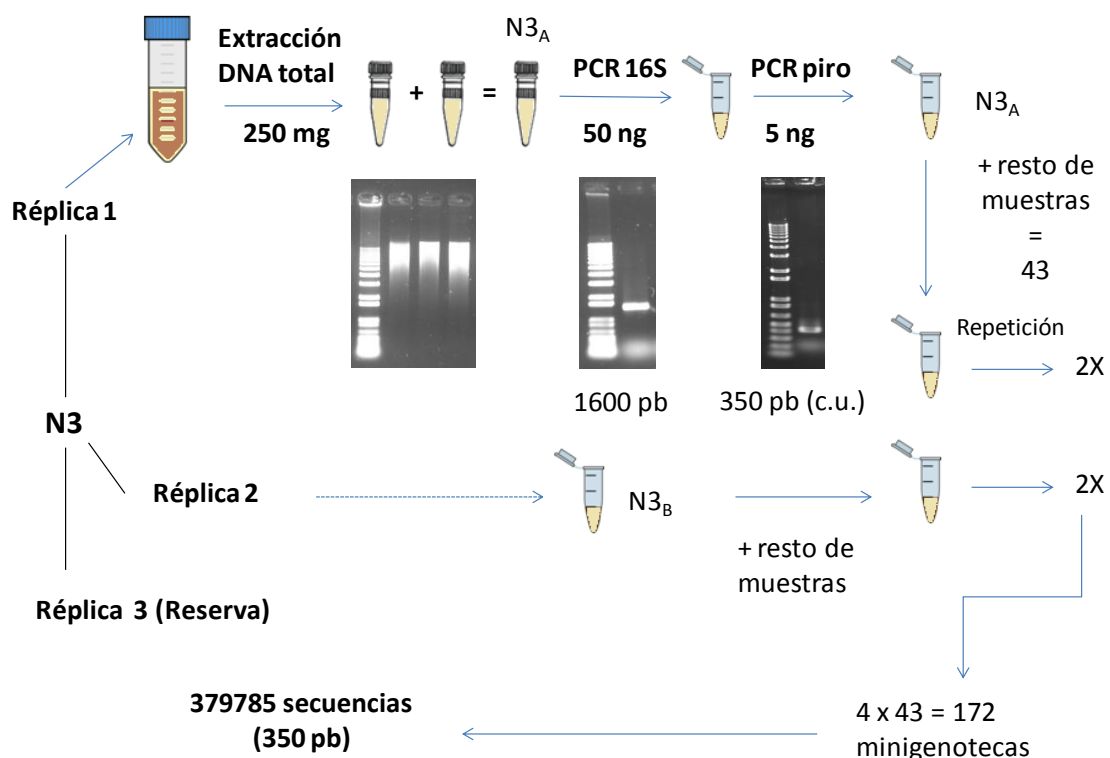 Extracción
DNA total
250 mg
+
=
N3A
PCR 16S
50 ng
PCR piro
5 ng
N3A
+ resto de
muestras
=
43
Réplica 1
1600 pb
350 pb (c.u.)
Repetición
2X
N3
Réplica 2
N3B
+ resto de
muestras
2X
Réplica 3 (Reserva)
4 x 43 = 172
minigenotecas
379785 secuencias
(350 pb)